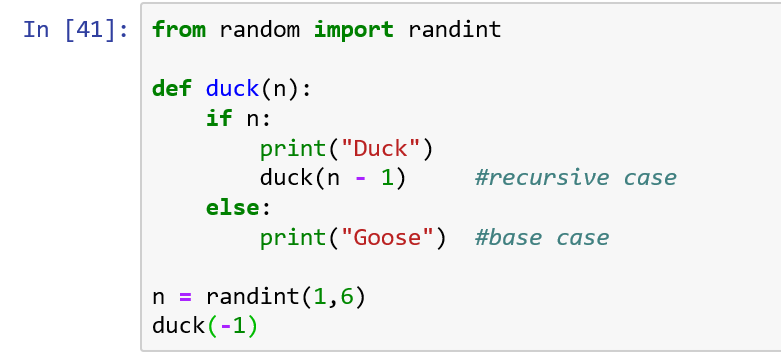 In [41]: from random import randint
def duck(n):
    if n:
        print("Duck")
        duck(n - 1)     #recursive case
    else:
        print("Goose")  #base case
n = randint(1,6)
duck(-1)